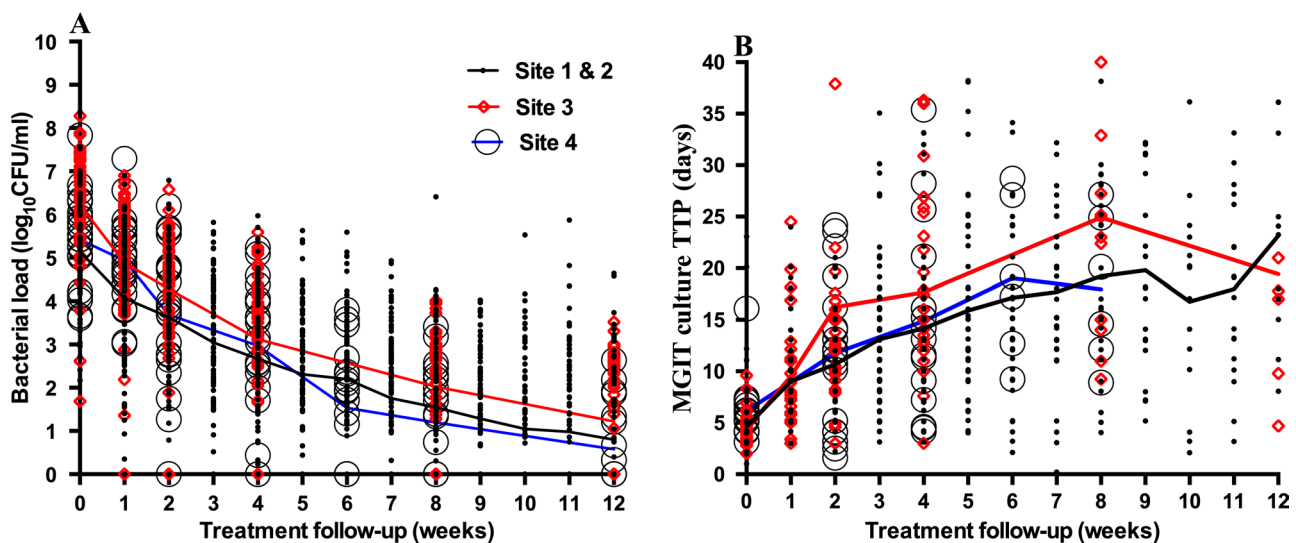 A
10
9
8
7
6
5
4
3
2
1
0
Bacterial load (log₁₀CFU/ml)
Site 1 & 2
Site 3
Site 4
0 1 2 3 4 5 6 7 8 9 10 11 12
Treatment follow-up (weeks)
B
40
35
30
25
20
15
10
5
0
MGIT culture TTP (days)
0 1 2 3 4 5 6 7 8 9 10 11 12
Treatment follow-up (weeks)